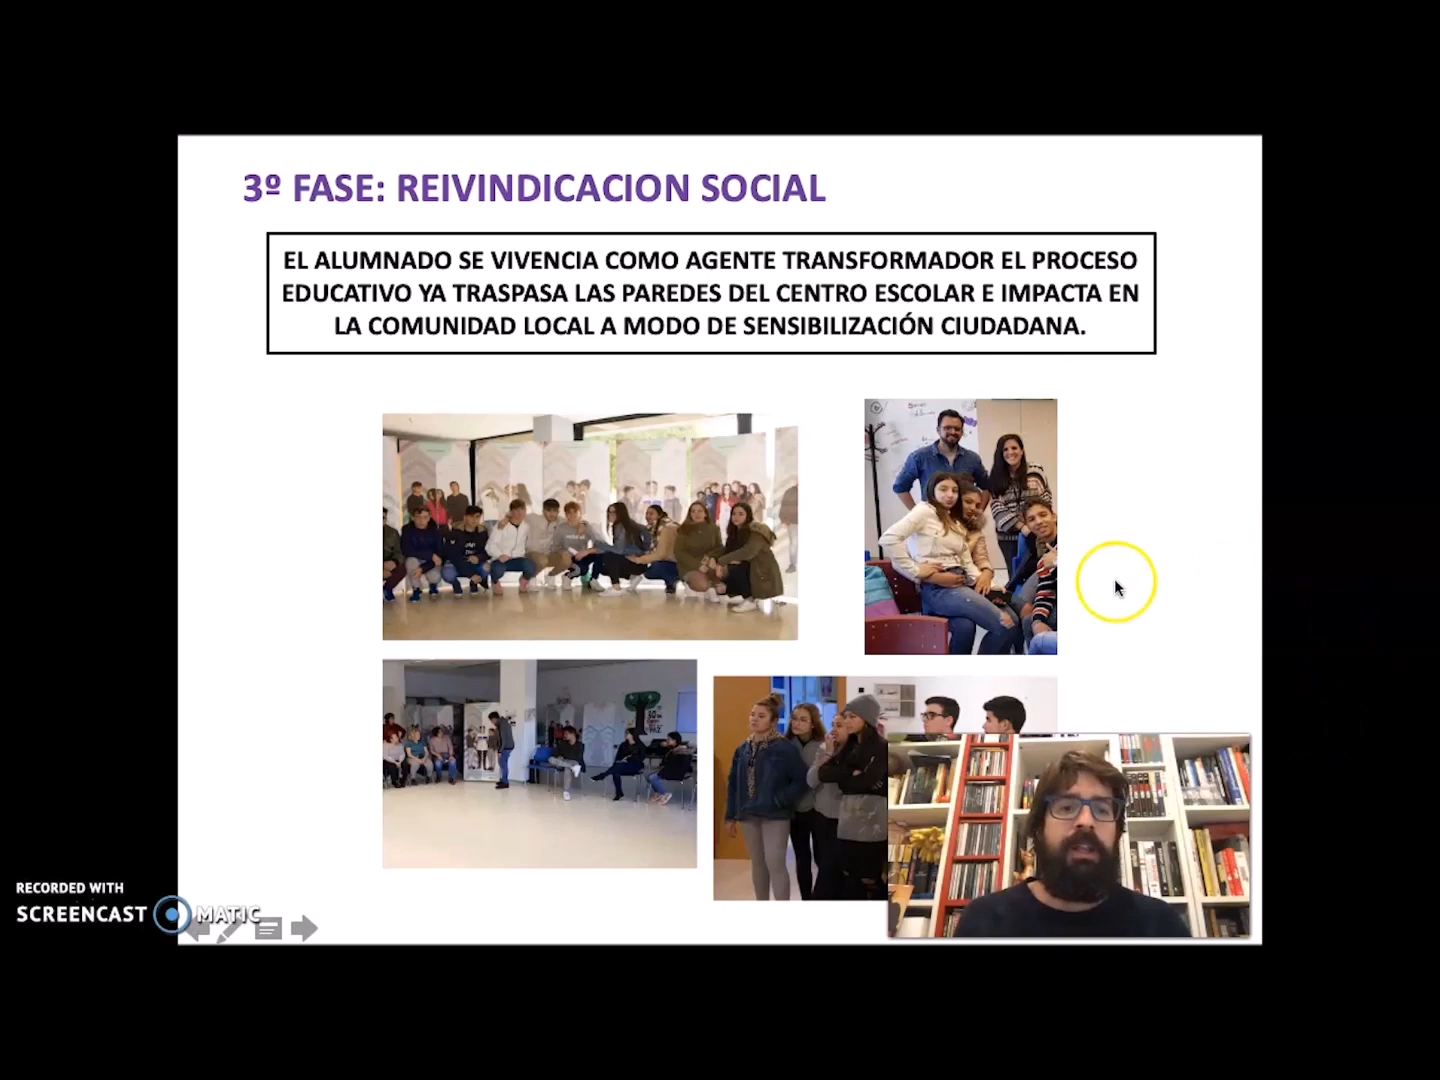 3º FASE: REIVINDICACION SOCIAL
EL ALUMNADO SE VIVENCIA COMO AGENTE TRANSFORMADOR EL PROCESO
EDUCATIVO YA TRASPASA LAS PAREDES DEL CENTRO ESCOLAR E IMPACTA EN
LA COMUNIDAD LOCAL A MODO DE SENSIBILIZACIÓN CIUDADANA.
RECORDED WITH
SCREENCAST MATIC